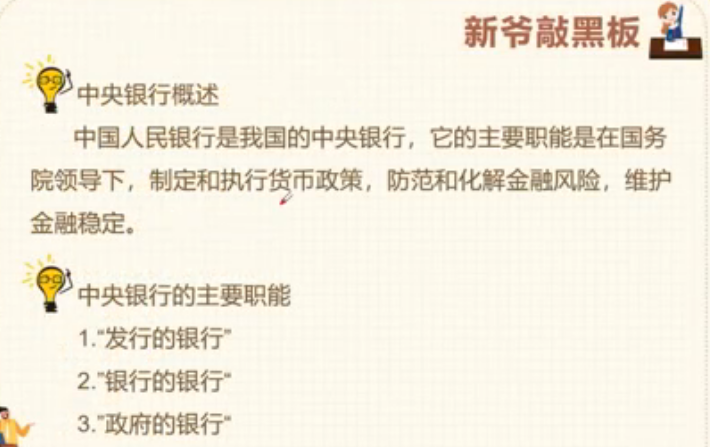 新爷敲黑板
中央银行概述
中国人民银行是我国的中央银行，它的主要职能是在国务
院领导下，制定和执行货币政策，防范和化解金融风险，维护
金融稳定。
中央银行的主要职能
1.“发行的银行”
2.”银行的银行“
3.”政府的银行“